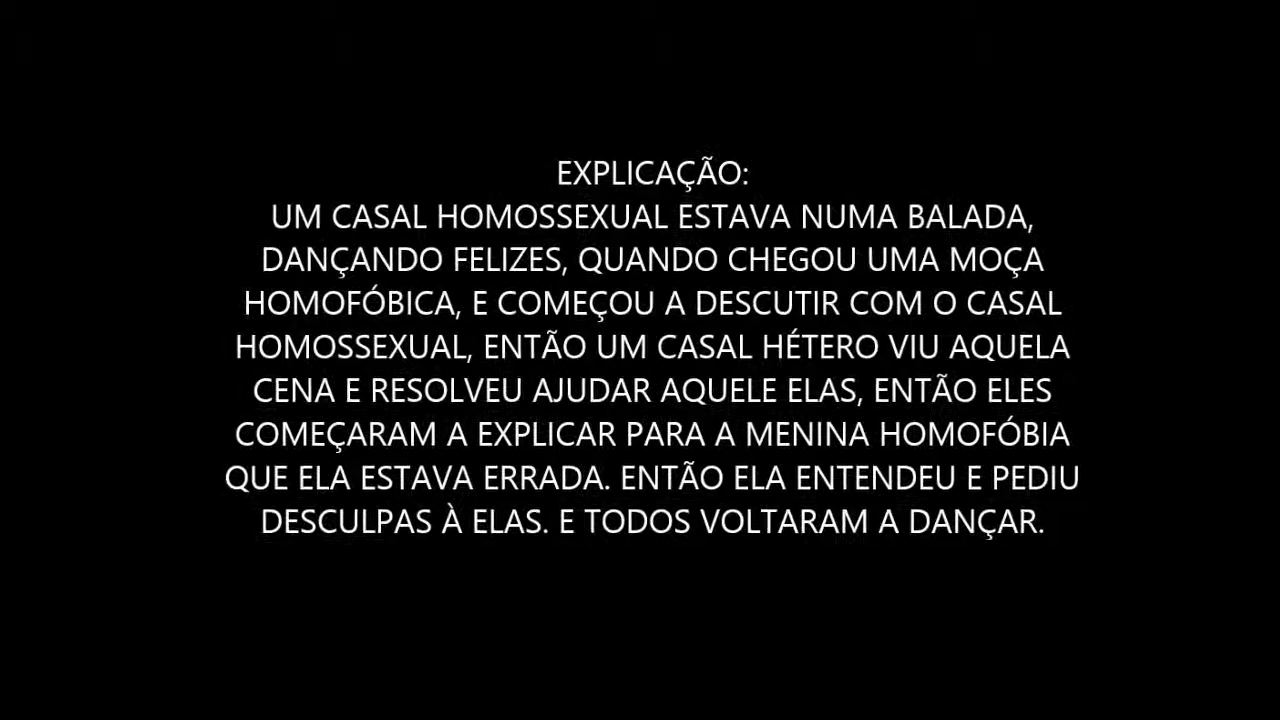 EXPLICAÇÃO:
UM CASAL HOMOSSEXUAL ESTAVA NUMA BALADA,
DANÇANDO FELIZES, QUANDO CHEGOU UMA MOÇA
HOMOFÓBICA, E COMEÇOU A DESCUTIR COM O CASAL
HOMOSSEXUAL, ENTÃO UM CASAL HÉTERO VIU AQUELA
CENA E RESOLVEU AJUDAR AQUELE ELAS, ENTÃO ELES
COMEÇARAM A EXPLICAR PARA A MENINA HOMOFÓBIA
QUE ELA ESTAVA ERRADA. ENTÃO ELA ENTENDEU E PEDIU
DESCULPAS À ELAS. E TODOS VOLTARAM A DANÇAR.